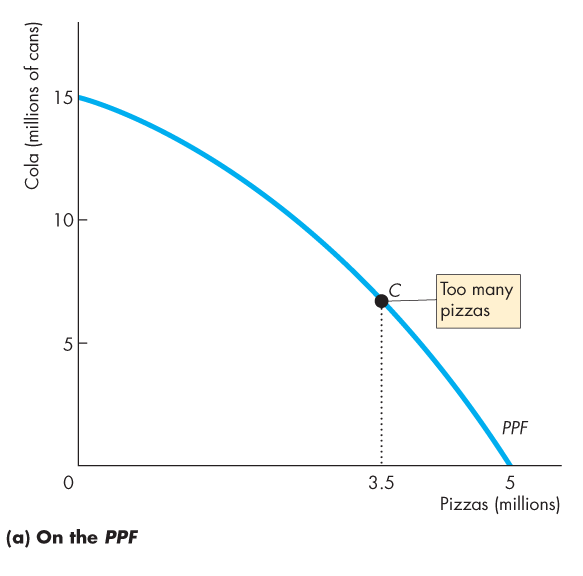 Cola (millions of cans)
15
10
5
0
C
Too many
pizzas
PPF
3.5
5
Pizzas (millions)
(a) On the PPF